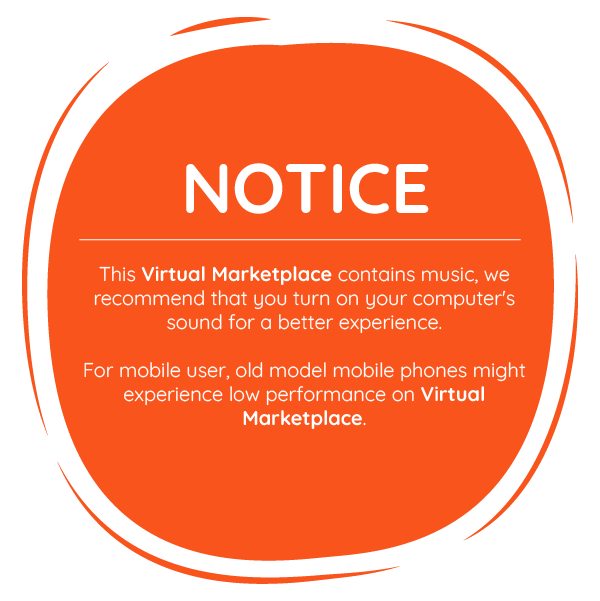 NOTICE
This Virtual Marketplace contains music, we
recommend that you turn on your computer's
sound for a better experience.
For mobile user, old model mobile phones might
experience low performance on Virtual
Marketplace.